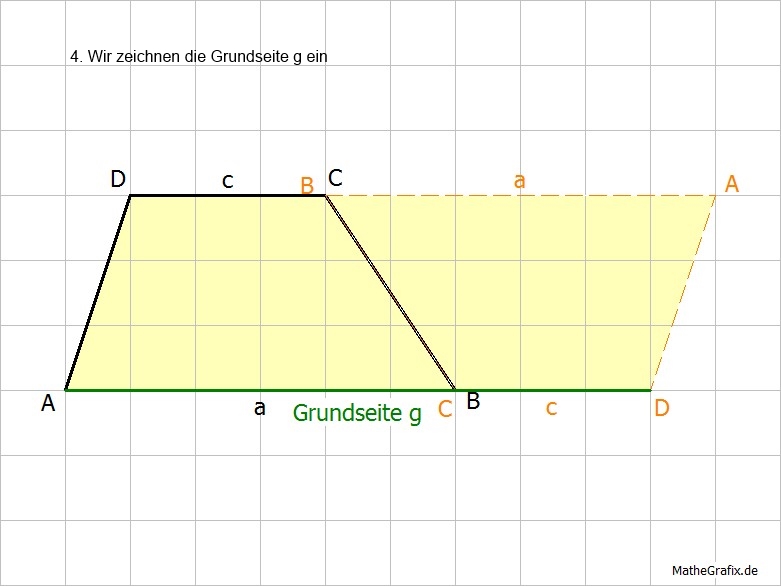 4. Wir zeichnen die Grundseite g ein
D c B C a A
A a Grundseite g C B c D
MatheGrafix.de